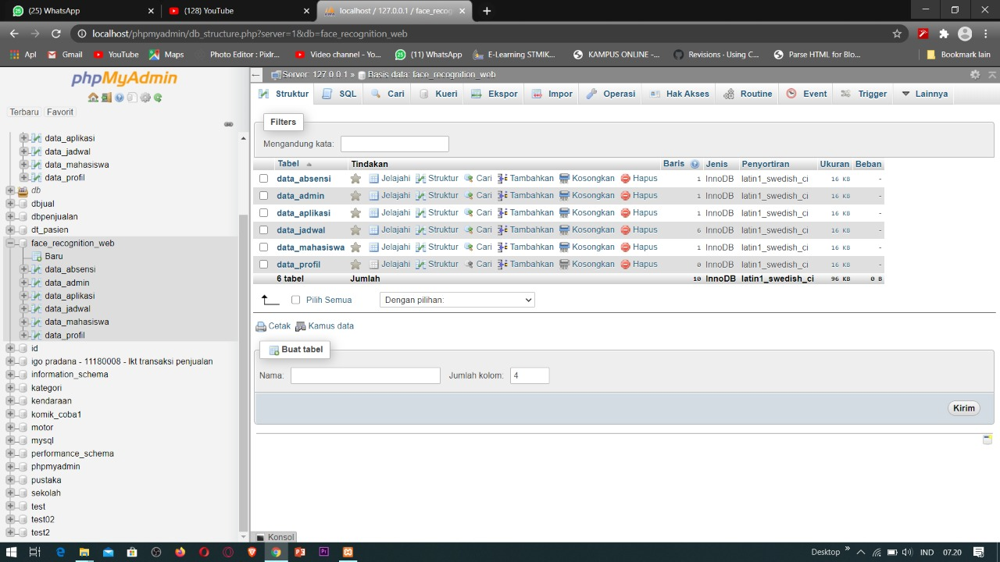 (25) WhatsApp
(128) YouTube
localhost / 127.0.0.1 / face_recog
localhost/phpmyadmin/db_structure.php?server=1&db=face_recognition_web
Apl
Gmail
YouTube
Maps
Photo Editor : Pixlr...
Video channel - Yo...
(11) WhatsApp
E-Learning STMIK...
KAMPUS ONLINE -...
Revisions · Using C...
Parse HTML for Blo...
Bookmark lain
phpMyAdmin
Terbaru Favorit
data_aplikasi
data_jadwal
data_mahasiswa
data_profil
db
dbjual
dbpenjualan
dt_pasien
face_recognition_web
Baru
data_absensi
data_admin
data_aplikasi
data_jadwal
data_mahasiswa
data_profil
id
igo pradana - 11180008 - lkt transaksi penjualan
information_schema
kategori
kendaraan
komik_coba1
motor
mysql
performance_schema
phpmyadmin
pustaka
sekolah
test
test02
test2
Server: 127.0.0.1 » Basis data: face_recognition_web
Struktur SQL Cari Kueri Ekspor Impor Operasi Hak Akses Routine Event Trigger Lainnya
Filters
Mengandung kata:
Tabel Tindakan Baris Jenis Penyortiran Ukuran Beban
data_absensi Jelajahi Struktur Cari Tambahkan Kosongkan Hapus 1 InnoDB latin1_swedish_ci 16 KB -
data_admin Jelajahi Struktur Cari Tambahkan Kosongkan Hapus 1 InnoDB latin1_swedish_ci 16 KB -
data_aplikasi Jelajahi Struktur Cari Tambahkan Kosongkan Hapus 1 InnoDB latin1_swedish_ci 16 KB -
data_jadwal Jelajahi Struktur Cari Tambahkan Kosongkan Hapus 6 InnoDB latin1_swedish_ci 16 KB -
data_mahasiswa Jelajahi Struktur Cari Tambahkan Kosongkan Hapus 1 InnoDB latin1_swedish_ci 16 KB -
data_profil Jelajahi Struktur Cari Tambahkan Kosongkan Hapus 0 InnoDB latin1_swedish_ci 16 KB -
6 tabel Jumlah 10 InnoDB latin1_swedish_ci 96 KB 0 B
Pilih Semua Dengan pilihan:
Cetak Kamus data
Buat tabel
Nama: Jumlah kolom: 4
Kirim
Konsol
Desktop » IND 07.20